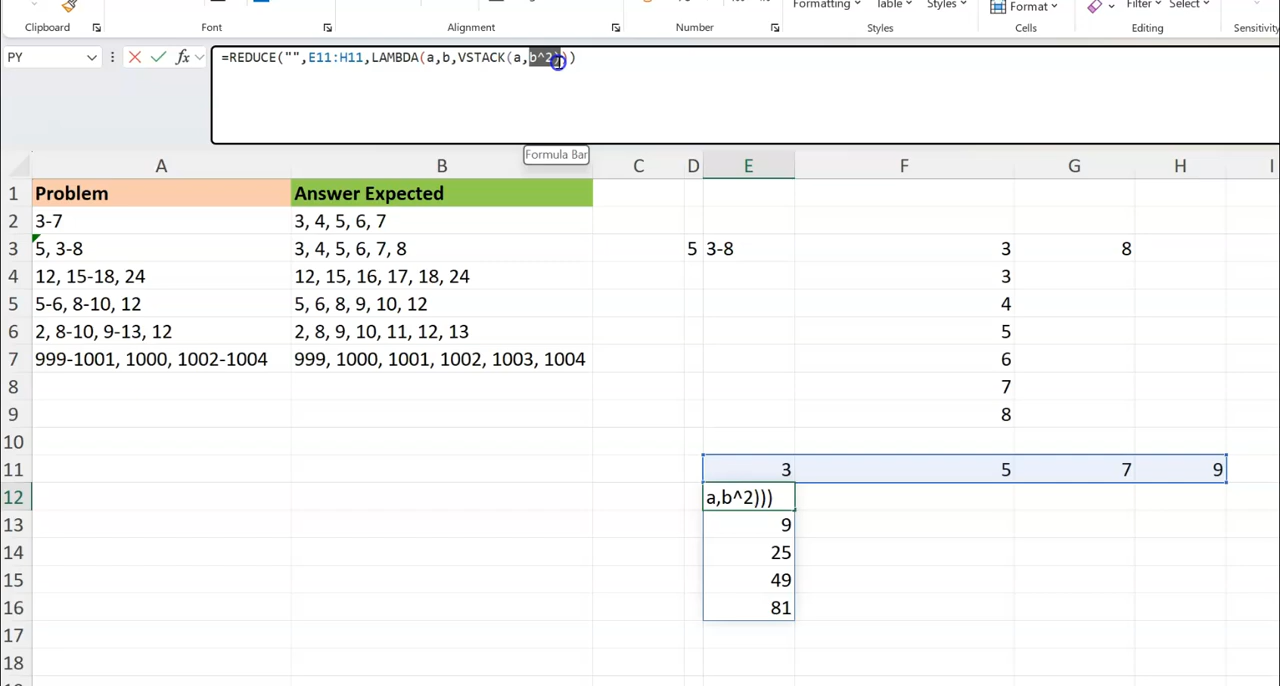 Formatting Table Styles Format Filter Select
Clipboard Font Alignment Number Styles Cells Editing Sensitivity
PY fx =REDUCE("",E11:H11,LAMBDA(a,b,VSTACK(a,b^2)))
Formula Bar
A B C D E F G H I
1 Problem Answer Expected
2 3-7 3, 4, 5, 6, 7
3 5, 3-8 3, 4, 5, 6, 7, 8 5 3-8 3 8
4 12, 15-18, 24 12, 15, 16, 17, 18, 24 3
5 5-6, 8-10, 12 5, 6, 8, 9, 10, 12 4
6 2, 8-10, 9-13, 12 2, 8, 9, 10, 11, 12, 13 5
7 999-1001, 1000, 1002-1004 999, 1000, 1001, 1002, 1003, 1004 6
8 7
9 8
10
11 3 5 7 9
12 a,b^2)))
13 9
14 25
15 49
16 81
17
18